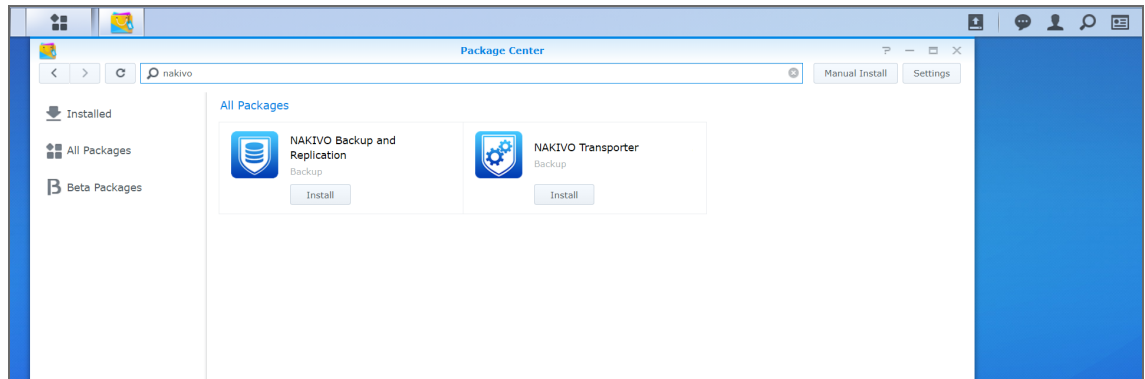 Package Center
nakivo
Manual Install
Settings
Installed
All Packages
Beta Packages
All Packages
NAKIVO Backup and
Replication
Backup
Install
NAKIVO Transporter
Backup
Install